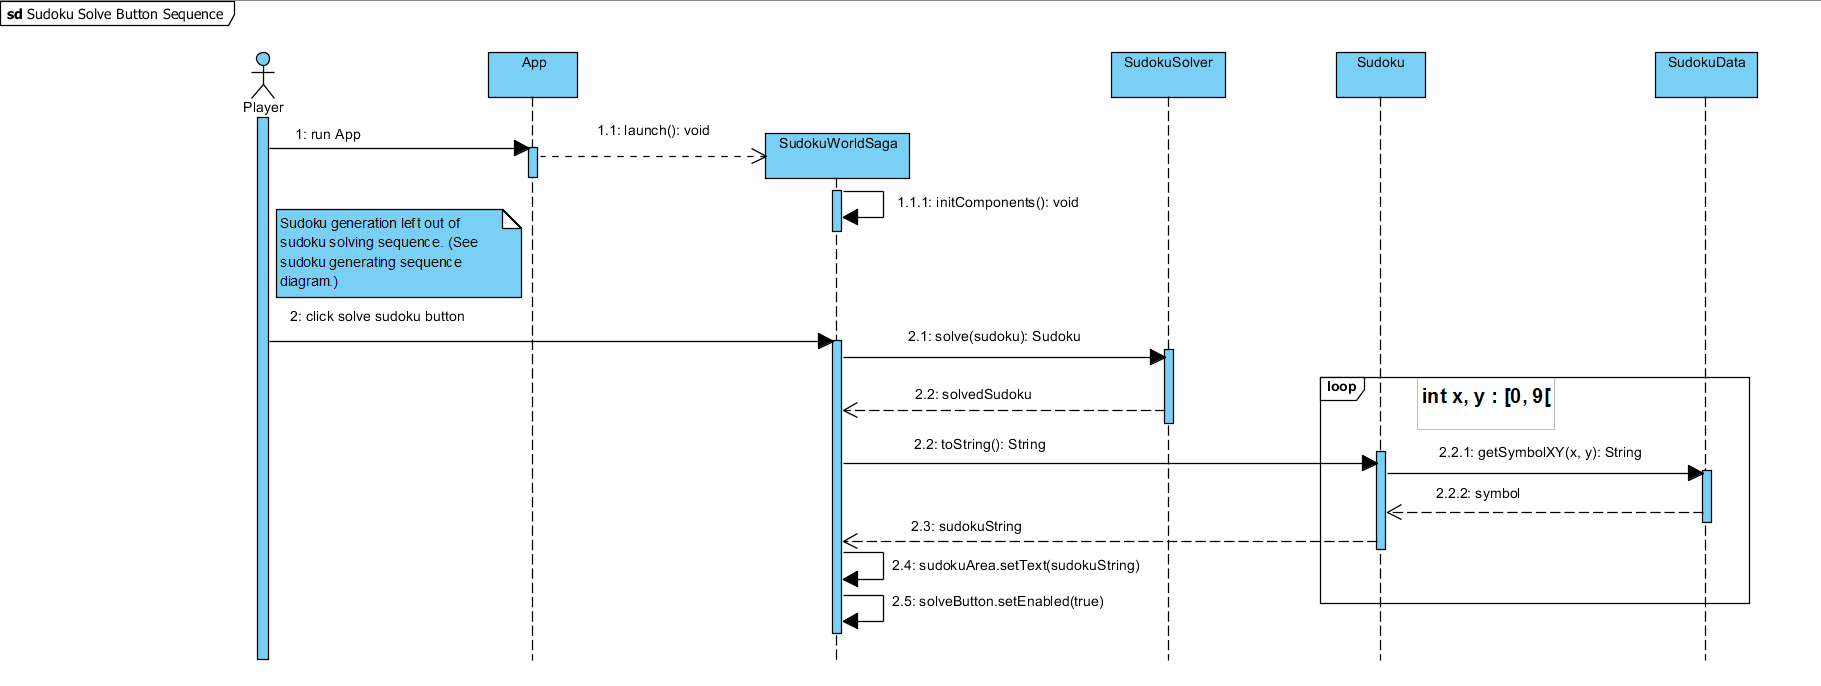 sd Sudoku Solve Button Sequence
Player
App
SudokuSolver
Sudoku
SudokuData
1: run App
1.1: launch(): void
SudokuWorldSaga
1.1.1: initComponents(): void
Sudoku generation left out of
sudoku solving sequence. (See
sudoku generating sequence
diagram.)
2: click solve sudoku button
2.1: solve(sudoku): Sudoku
loop
int x, y : [0, 9[
2.2: solvedSudoku
2.2: toString(): String
2.2.1: getSymbolXY(x, y): String
2.2.2: symbol
2.3: sudokuString
2.4: sudokuArea.setText(sudokuString)
2.5: solveButton.setEnabled(true)